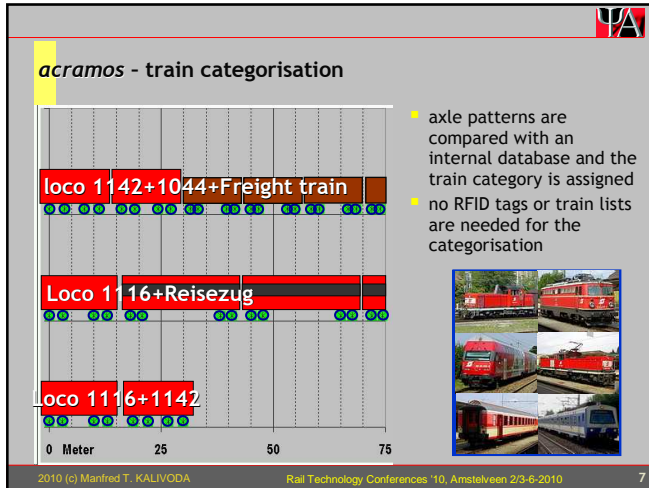 ΨA
acramos - train categorisation
loco 1142+1044+Freight train
Loco 1116+Reisezug
Loco 1116+1142
0 Meter 25 50 75
axle patterns are
compared with an
internal database and the
train category is assigned
no RFID tags or train lists
are needed for the
categorisation
2010 (c) Manfred T. KALIVODA
Rail Technology Conferences '10, Amstelveen 2/3-6-2010
7